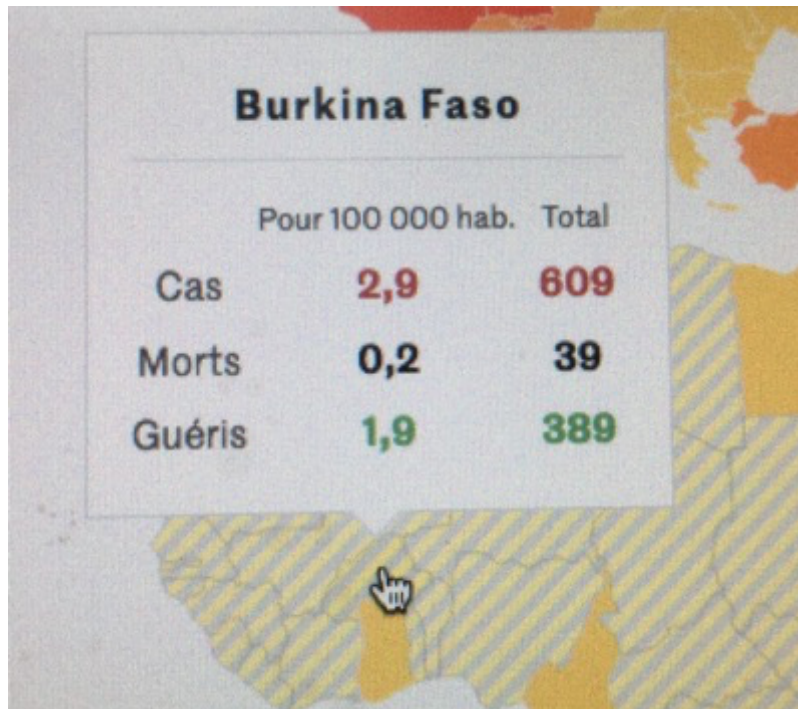 Burkina Faso
Pour 100 000 hab. Total
Cas 2,9 609
Morts 0,2 39
Guéris 1,9 389